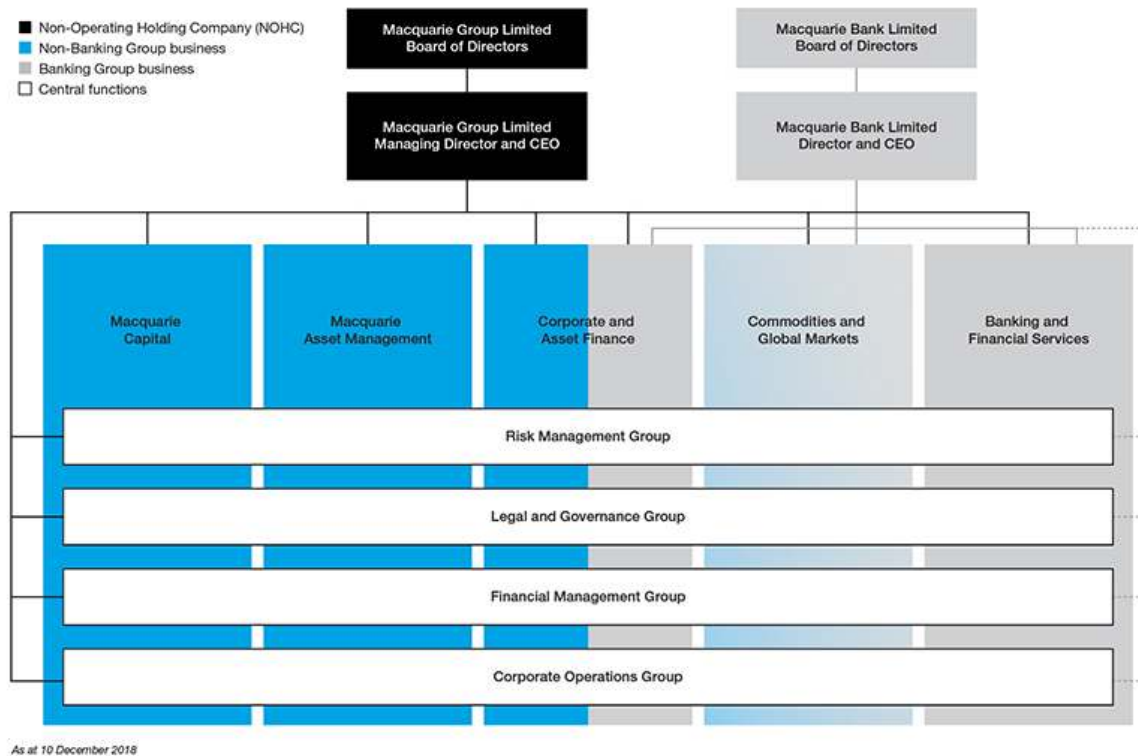 Non-Operating Holding Company (NOHC)
Non-Banking Group business
Banking Group business
Central functions
Macquarie Group Limited
Board of Directors
Macquarie Bank Limited
Board of Directors
Macquarie Group Limited
Managing Director and CEO
Macquarie Bank Limited
Director and CEO
Macquarie
Capital
Macquarie
Asset Management
Corporate and
Asset Finance
Commodities and
Global Markets
Banking and
Financial Services
Risk Management Group
Legal and Governance Group
Financial Management Group
Corporate Operations Group
As at 10 December 2018